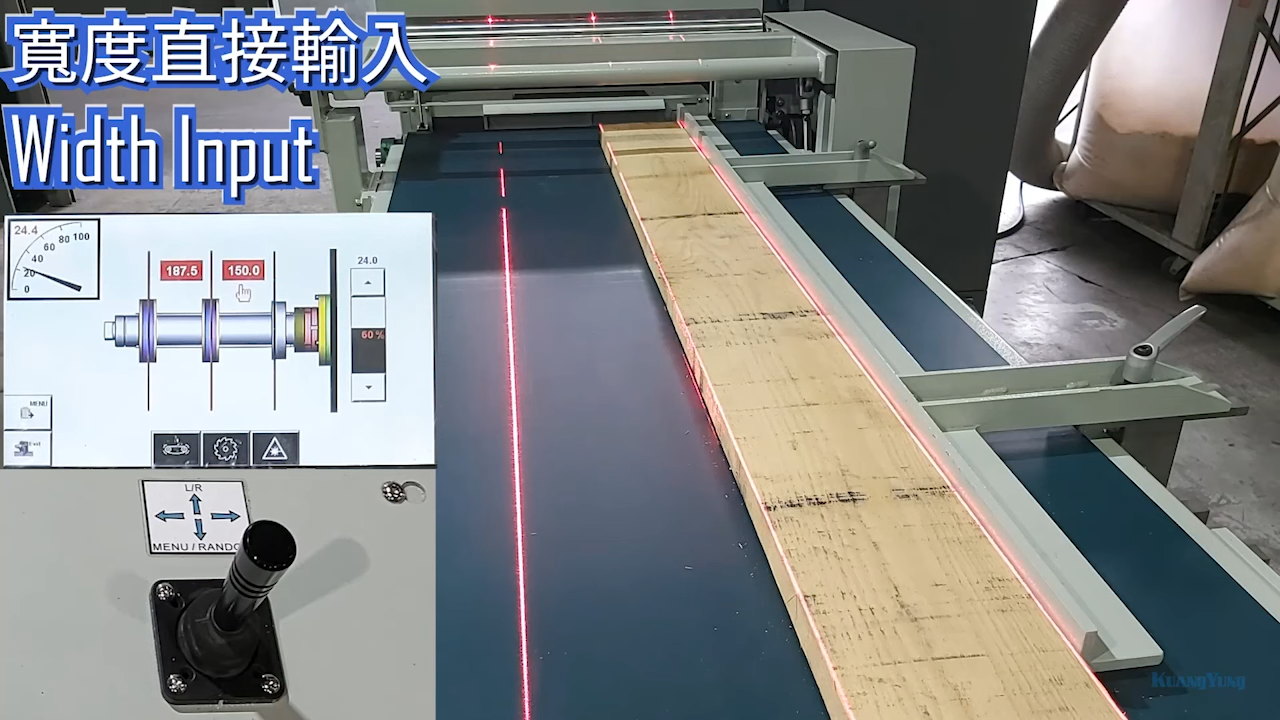 寬度直接輸入
Width Input
24.4
0
20
40
60
80
100
187.5
150.0
24.0
60 %
MENU
Exit
L/R
MENU / RANDO
KUANGYUNG